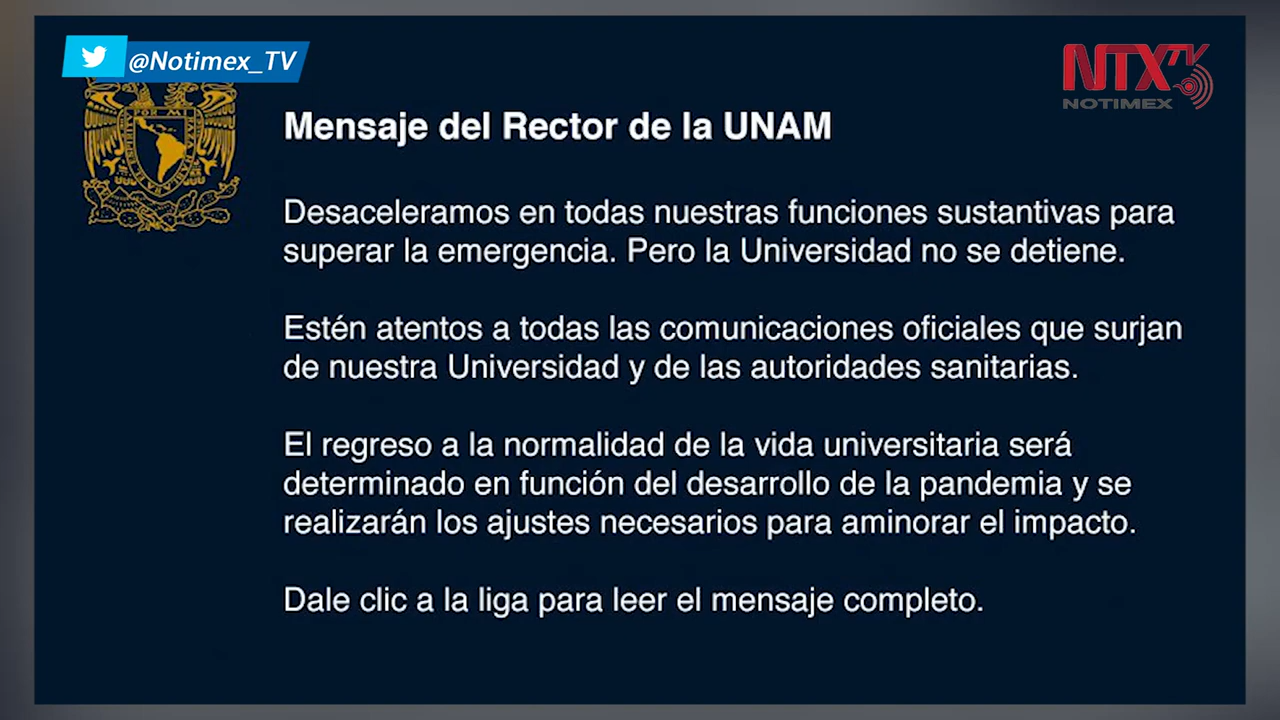 @Notimex_TV
NTX TV
NOTIMEX
POR MI
Mensaje del Rector de la UNAM
Desaceleramos en todas nuestras funciones sustantivas para
superar la emergencia. Pero la Universidad no se detiene.
Estén atentos a todas las comunicaciones oficiales que surjan
de nuestra Universidad y de las autoridades sanitarias.
El regreso a la normalidad de la vida universitaria será
determinado en función del desarrollo de la pandemia y se
realizarán los ajustes necesarios para aminorar el impacto.
Dale clic a la liga para leer el mensaje completo.